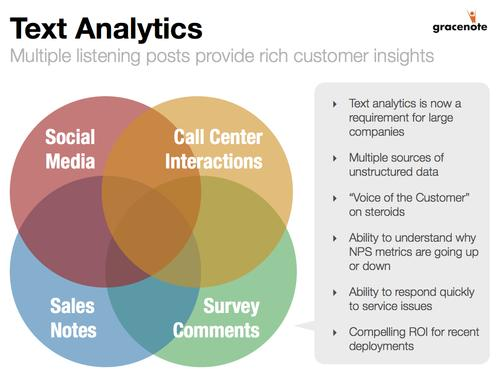 Text Analytics
Multiple listening posts provide rich customer insights
gracenote
Social
Media
Call Center
Interactions
Sales
Notes
Survey
Comments
Text analytics is now a
requirement for large
companies
Multiple sources of
unstructured data
“Voice of the Customer”
on steroids
Ability to understand why
NPS metrics are going up
or down
Ability to respond quickly
to service issues
Compelling ROI for recent
deployments